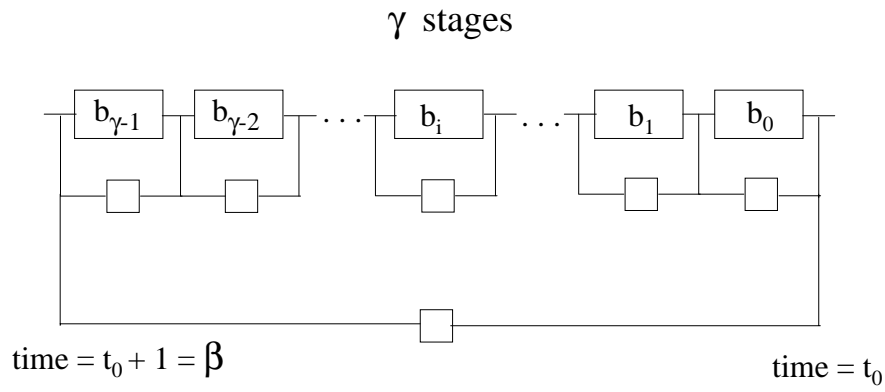 γ stages
b_{γ-1} b_{γ-2} ... b_i ... b_1 b_0
time = t_0 + 1 = β time = t_0